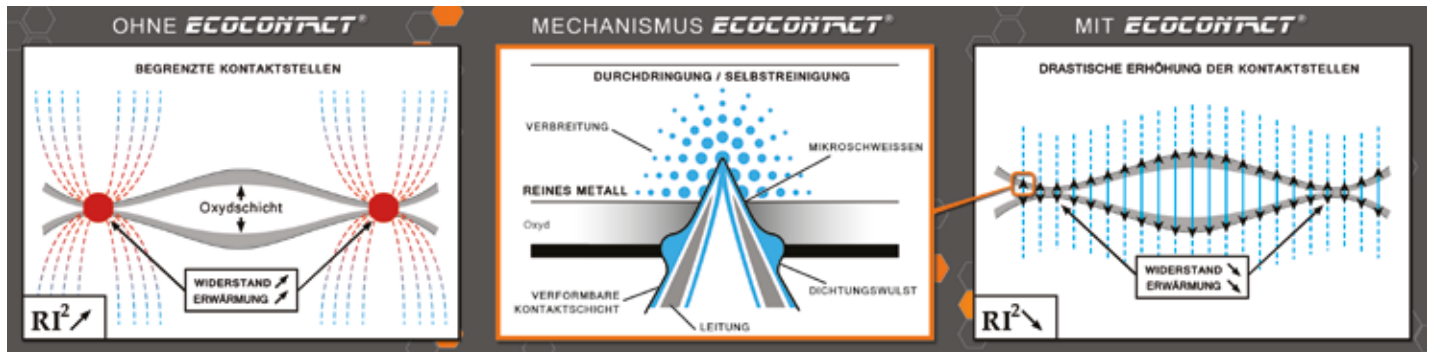 OHNE ECOCONTACT®
BEGRENZTE KONTAKTSTELLEN
Oxydschicht
WIDERSTAND ↗
ERWÄRMUNG ↗
RI² ↗
MECHANISMUS ECOCONTACT®
DURCHDRINGUNG / SELBSTREINIGUNG
VERBREITUNG
MIKROSCHWEISSEN
REINES METALL
Oxyd
VERFORMBARE
KONTAKTSCHICHT
DICHTUNGSWULST
LEITUNG
MIT ECOCONTACT®
DRASTISCHE ERHÖHUNG DER KONTAKTSTELLEN
WIDERSTAND ↘
ERWÄRMUNG ↘
RI² ↘